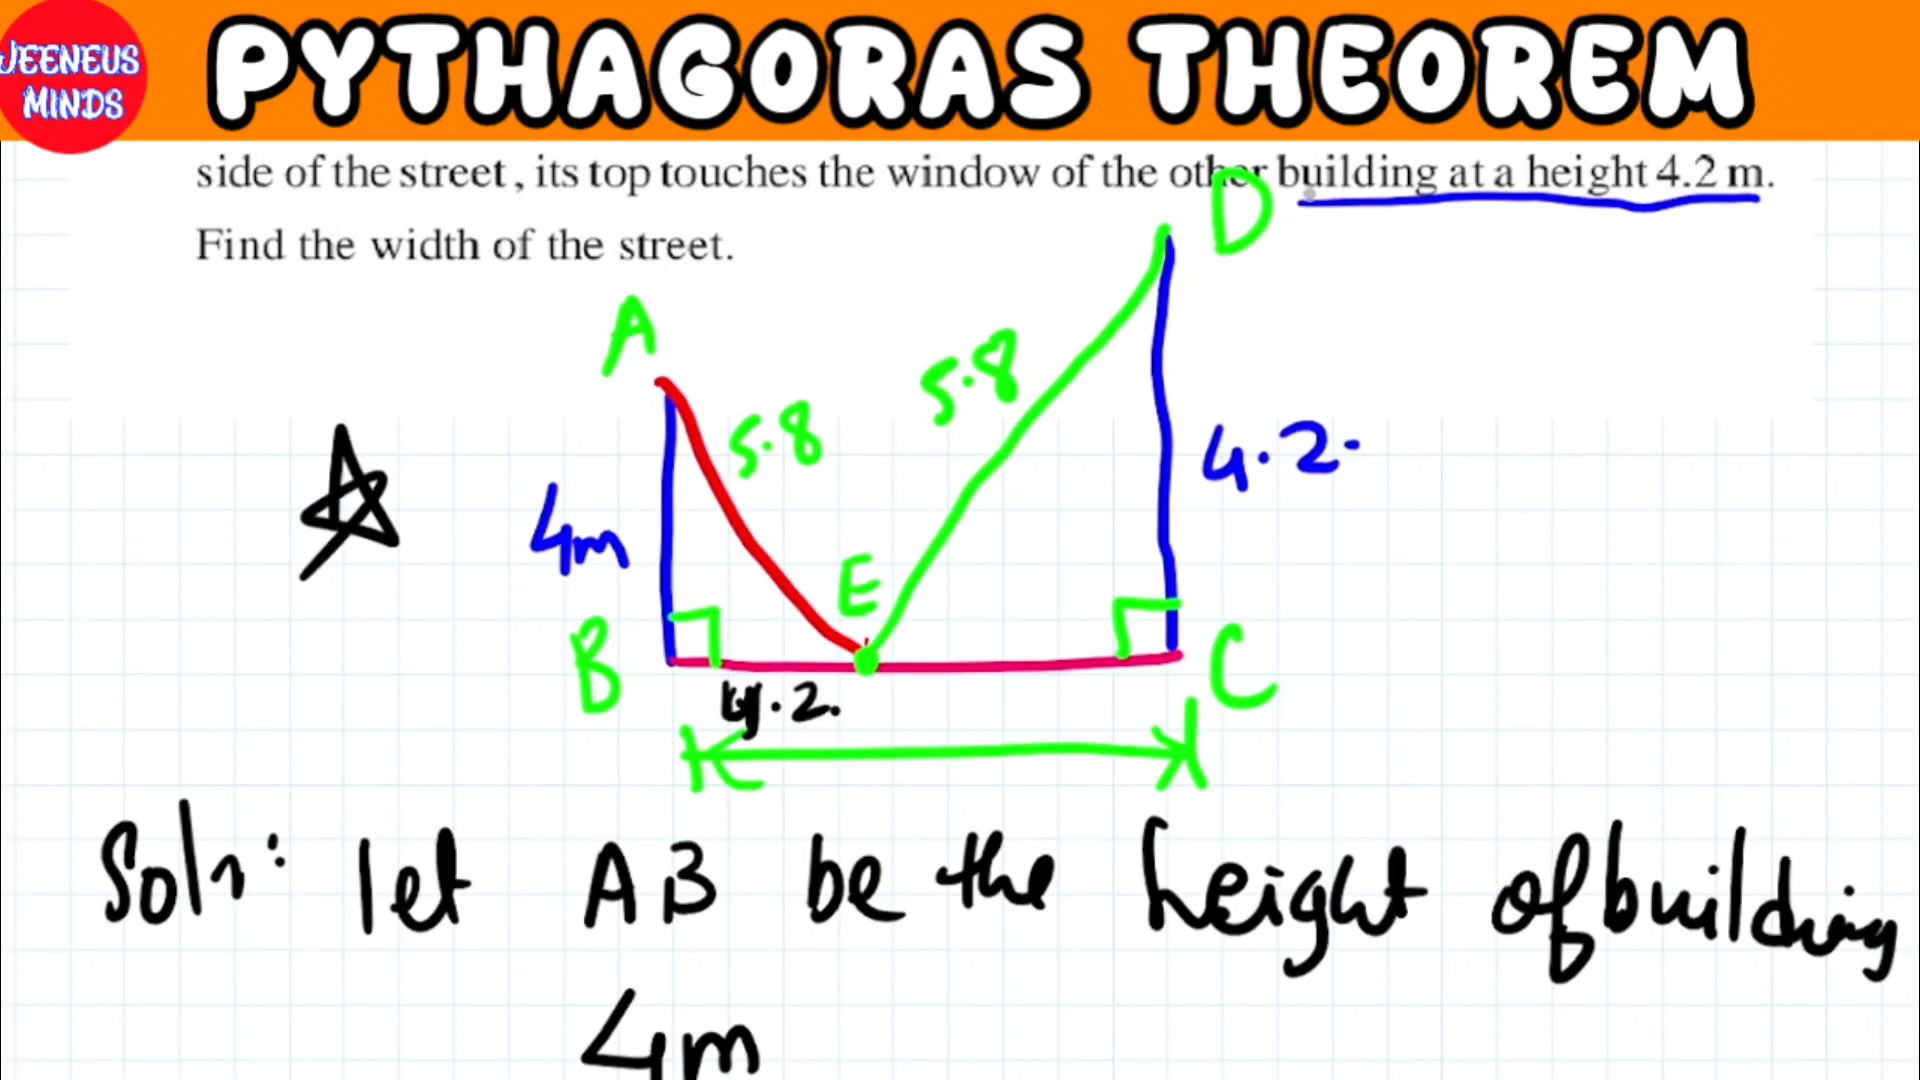 JEENEUS
MINDS
PYTHAGORAS THEOREM
side of the street, its top touches the window of the other building at a height 4.2 m.
Find the width of the street.
D
A
5.8
5.8
4.2.
4m
E
B
C
4.2.
Soln: let AB be the height of building
4m